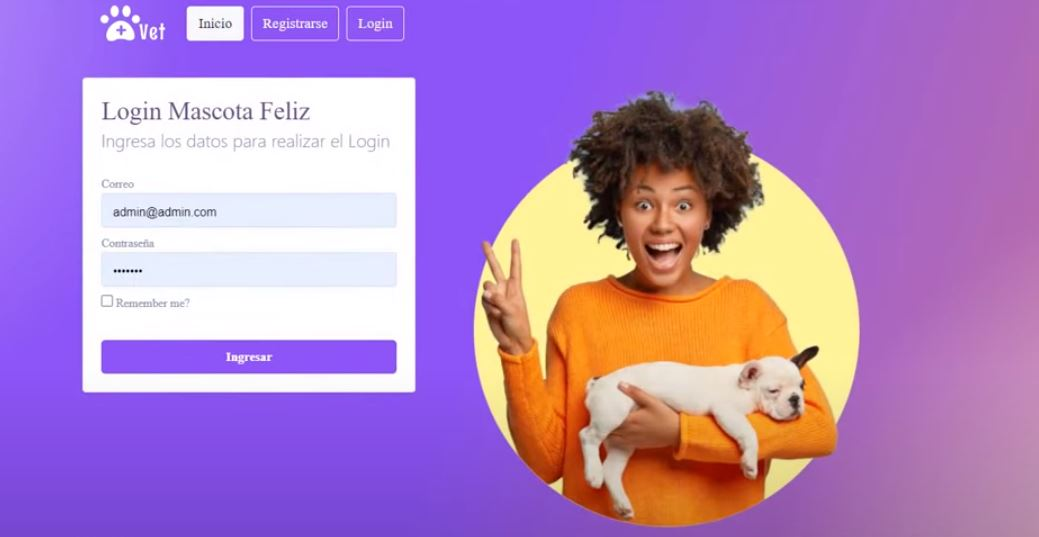 Vet
Inicio
Registrarse
Login
Login Mascota Feliz
Ingresa los datos para realizar el Login
Correo
admin@admin.com
Contraseña
•••••••
Remember me?
Ingresar